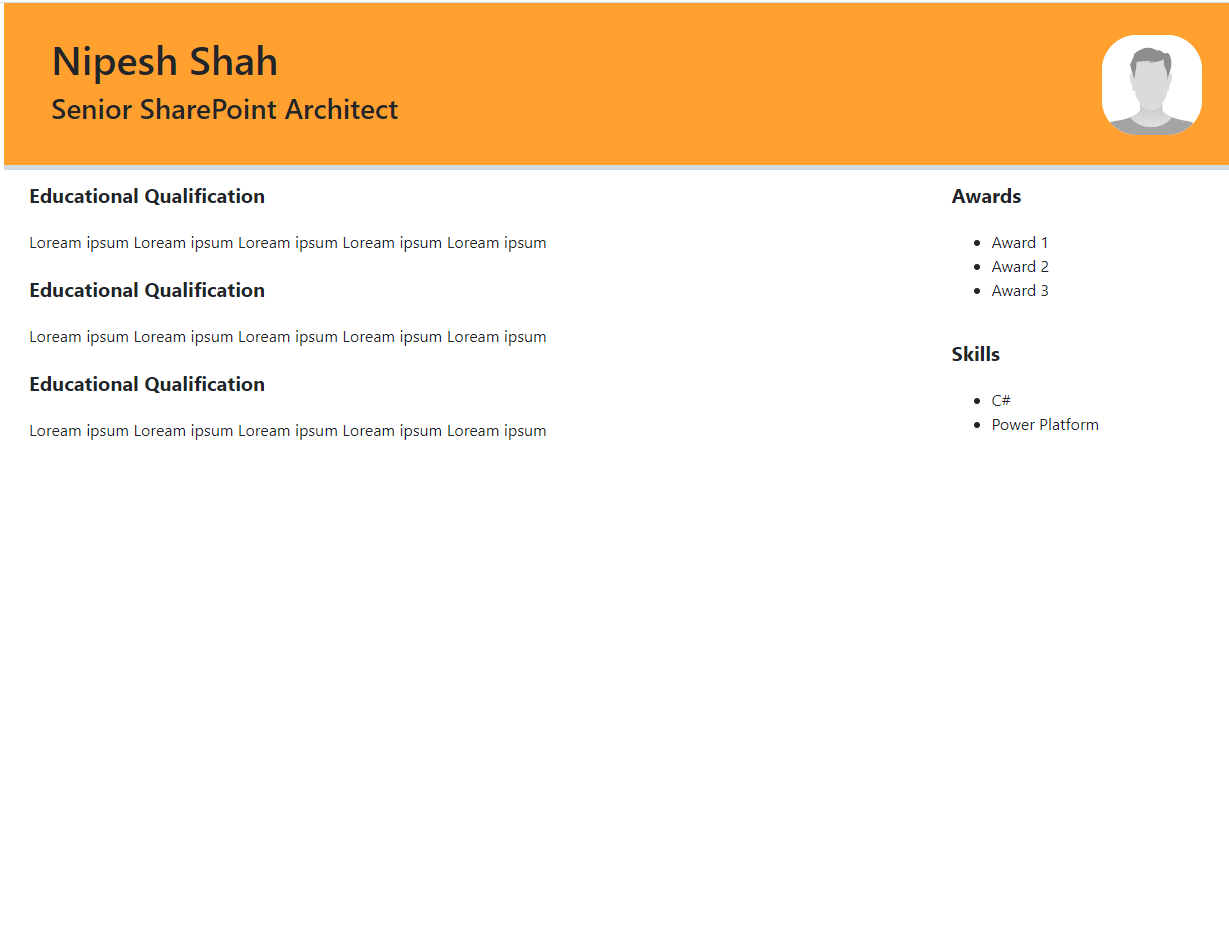 Nipesh Shah
Senior SharePoint Architect
Educational Qualification
Loream ipsum Loream ipsum Loream ipsum Loream ipsum Loream ipsum
Educational Qualification
Loream ipsum Loream ipsum Loream ipsum Loream ipsum Loream ipsum
Educational Qualification
Loream ipsum Loream ipsum Loream ipsum Loream ipsum Loream ipsum
Awards
Award 1
Award 2
Award 3
Skills
C#
Power Platform